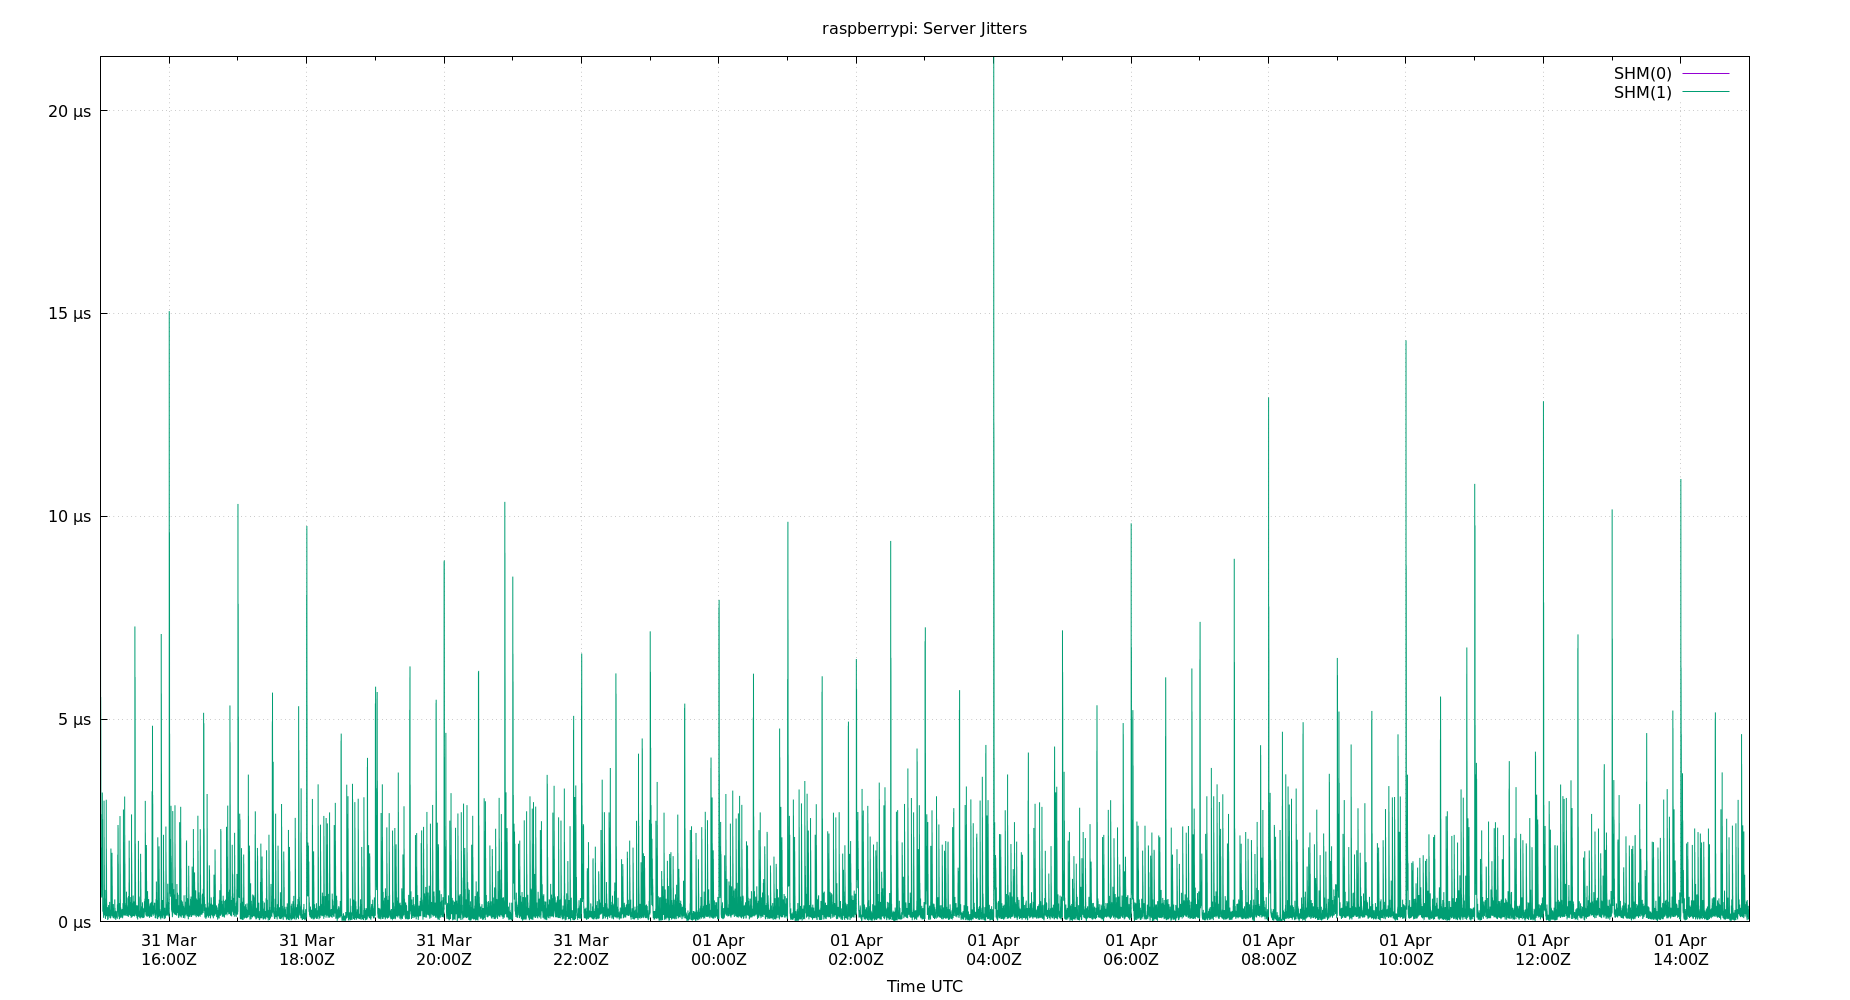 raspberrypi: Server Jitters
SHM(0)
SHM(1)
20 µs
15 µs
10 µs
5 µs
0 µs
31 Mar 31 Mar 31 Mar 31 Mar 01 Apr 01 Apr 01 Apr 01 Apr 01 Apr 01 Apr 01 Apr 01 Apr
16:00Z 18:00Z 20:00Z 22:00Z 00:00Z 02:00Z 04:00Z 06:00Z 08:00Z 10:00Z 12:00Z 14:00Z
Time UTC